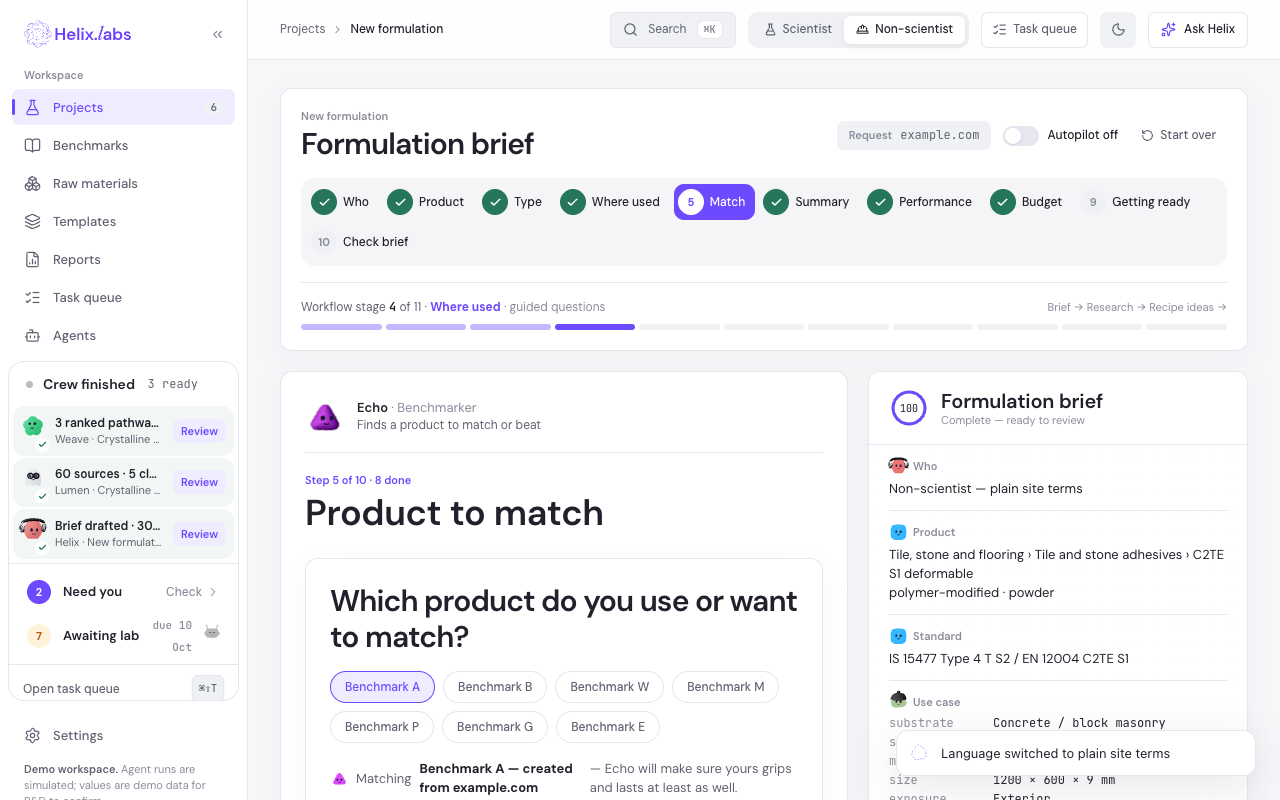 Helix.labs
Workspace
Projects 6
Benchmarks
Raw materials
Templates
Reports
Task queue
Agents
Crew finished 3 ready
3 ranked pathwa...
Weave · Crystalline ...
Review
60 sources · 5 cl...
Lumen · Crystalline ...
Review
Brief drafted · 30...
Helix · New formulat...
Review
2 Need you Check
7 Awaiting lab due 10 Oct
Open task queue ⌘⇧T
Settings
Demo workspace. Agent runs are
simulated; values are demo data for
Projects > New formulation
Search ⌘K
Scientist Non-scientist
Task queue
Ask Helix
New formulation
Formulation brief
Request example.com
Autopilot off
Start over
Who Product Type Where used 5 Match Summary Performance Budget 9 Getting ready
10 Check brief
Workflow stage 4 of 11 · Where used · guided questions
Brief → Research → Recipe ideas →
Echo · Benchmarker
Finds a product to match or beat
Step 5 of 10 · 8 done
Product to match
Which product do you use or want
to match?
Benchmark A Benchmark B Benchmark W Benchmark M
Benchmark P Benchmark G Benchmark E
Matching Benchmark A — created from example.com — Echo will make sure yours grips and lasts at least as well.
100
Formulation brief
Complete — ready to review
Who
Non-scientist — plain site terms
Product
Tile, stone and flooring › Tile and stone adhesives › C2TE
S1 deformable
polymer-modified · powder
Standard
IS 15477 Type 4 T S2 / EN 12004 C2TE S1
Use case
substrate Concrete / block masonry
size 1200 × 600 × 9 mm
exposure Exterior
Language switched to plain site terms